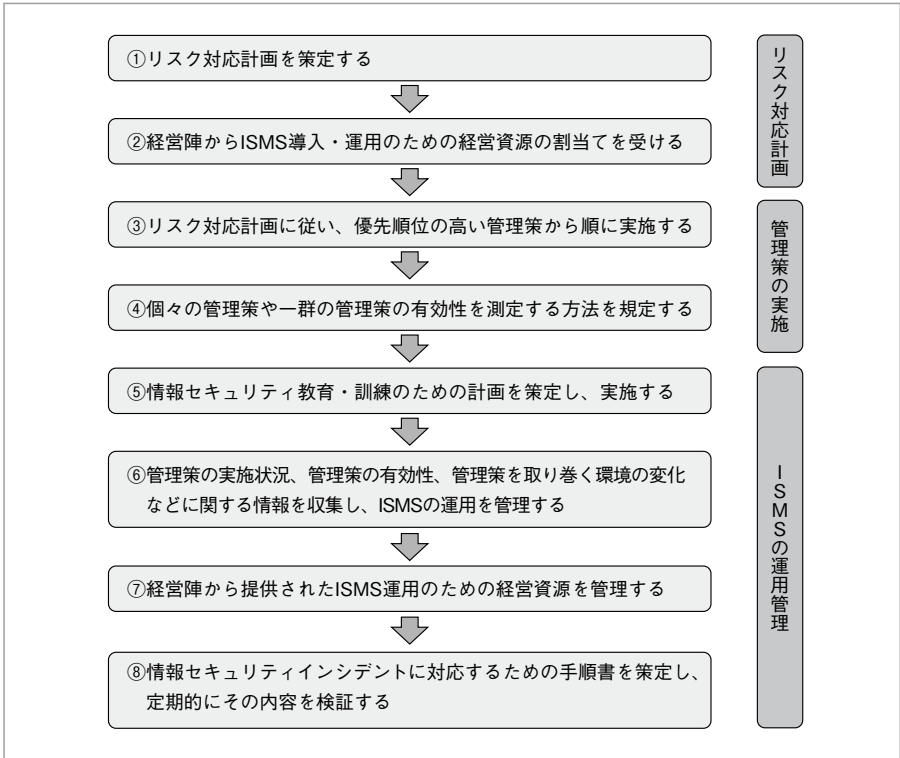 ①リスク対応計画を策定する
②経営陣からISMS導入・運用のための経営資源の割当てを受ける
リスク対応計画
③リスク対応計画に従い、優先順位の高い管理策から順に実施する
④個々の管理策や一群の管理策の有効性を測定する方法を規定する
管理策の実施
⑤情報セキュリティ教育・訓練のための計画を策定し、実施する
⑥管理策の実施状況、管理策の有効性、管理策を取り巻く環境の変化
などに関する情報を収集し、ISMSの運用を管理する
⑦経営陣から提供されたISMS運用のための経営資源を管理する
⑧情報セキュリティインシデントに対応するための手順書を策定し、
定期的にその内容を検証する
ISMSの運用管理